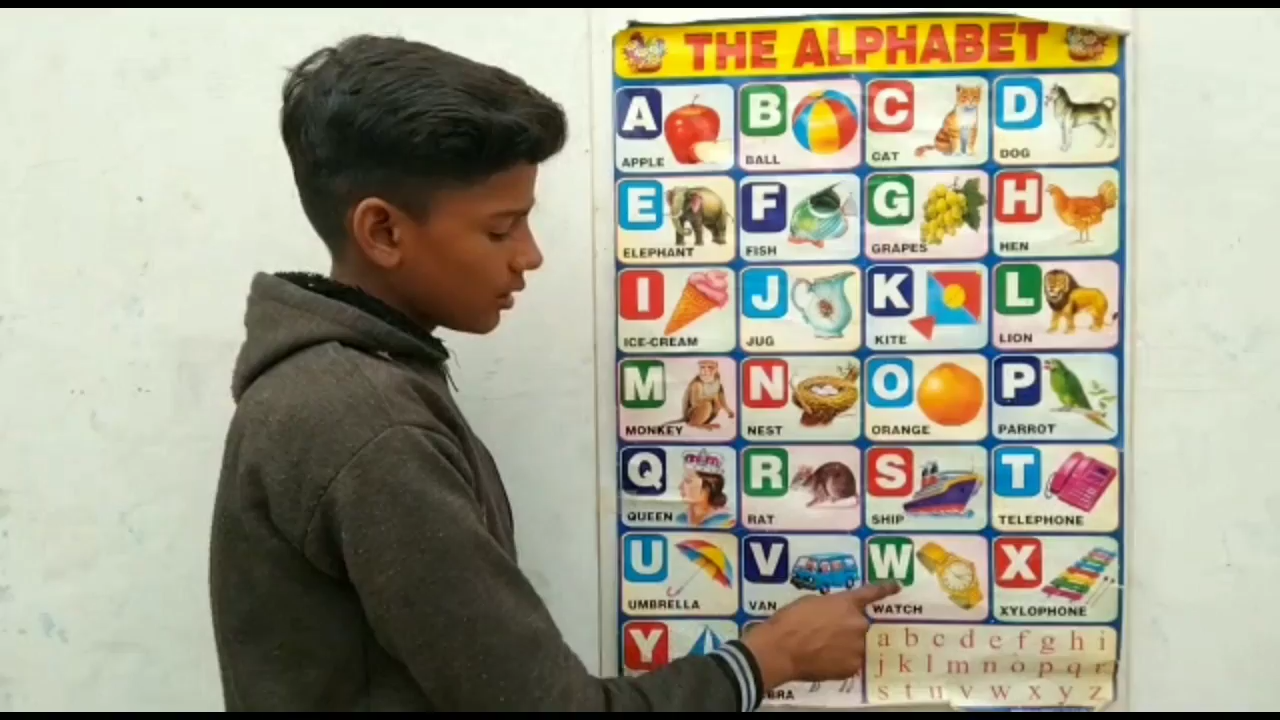 THE ALPHABET
A B C D
APPLE BALL CAT DOG
E F G H
ELEPHANT FISH GRAPES HEN
I J K L
ICE-CREAM JUG KITE LION
M N O P
MONKEY NEST ORANGE PARROT
Q R S T
QUEEN RAT SHIP TELEPHONE
U V W X
UMBRELLA VAN WATCH XYLOPHONE
Y
a b c d e f g h i
j k l m n o p q r
s t u v w x y z